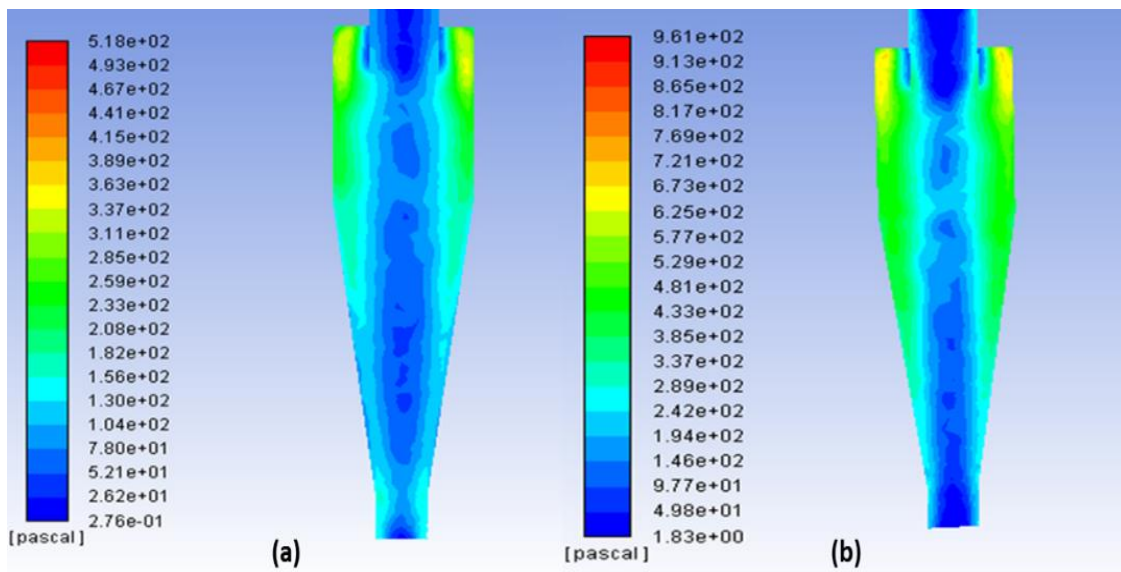 5.18e+02
4.93e+02
4.67e+02
4.41e+02
4.15e+02
3.89e+02
3.63e+02
3.37e+02
3.11e+02
2.85e+02
2.59e+02
2.33e+02
2.08e+02
1.82e+02
1.56e+02
1.30e+02
1.04e+02
7.80e+01
5.21e+01
2.62e+01
2.76e-01
[pascal]
(a)
9.61e+02
9.13e+02
8.65e+02
8.17e+02
7.69e+02
7.21e+02
6.73e+02
6.25e+02
5.77e+02
5.29e+02
4.81e+02
4.33e+02
3.85e+02
3.37e+02
2.89e+02
2.42e+02
1.94e+02
1.46e+02
9.77e+01
4.98e+01
1.83e+00
[pascal]
(b)